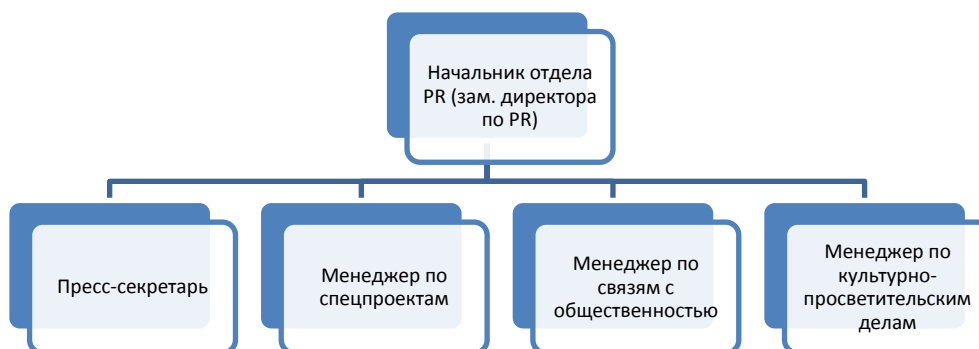 Начальник отдела
PR (зам. директора
по PR)
Пресс-секретарь
Менеджер по
спецпроектам
Менеджер по
связям с
общественностью
Менеджер по
культурно-
просветительским
делам